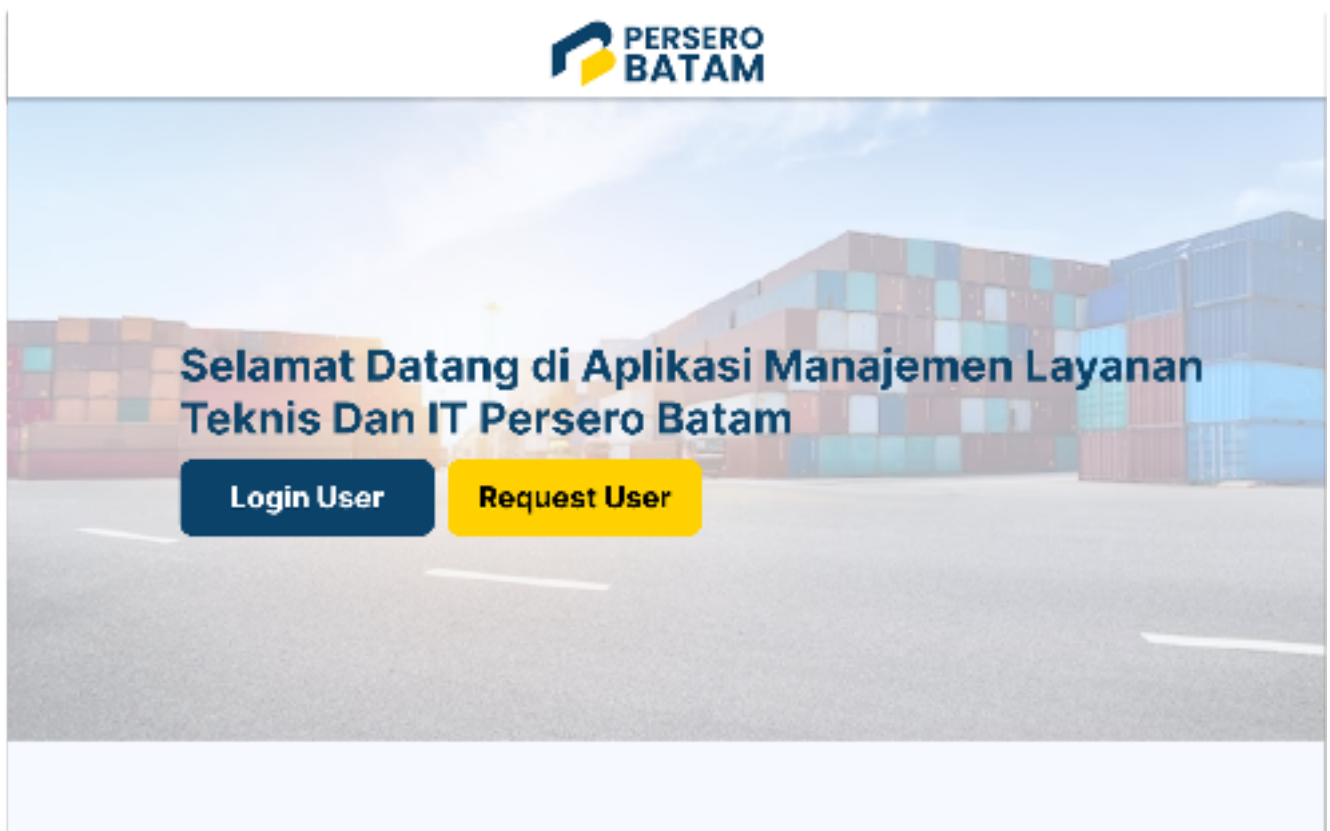 PERSERO
BATAM
Selamat Datang di Aplikasi Manajemen Layanan
Teknis Dan IT Persero Batam
Login User
Request User